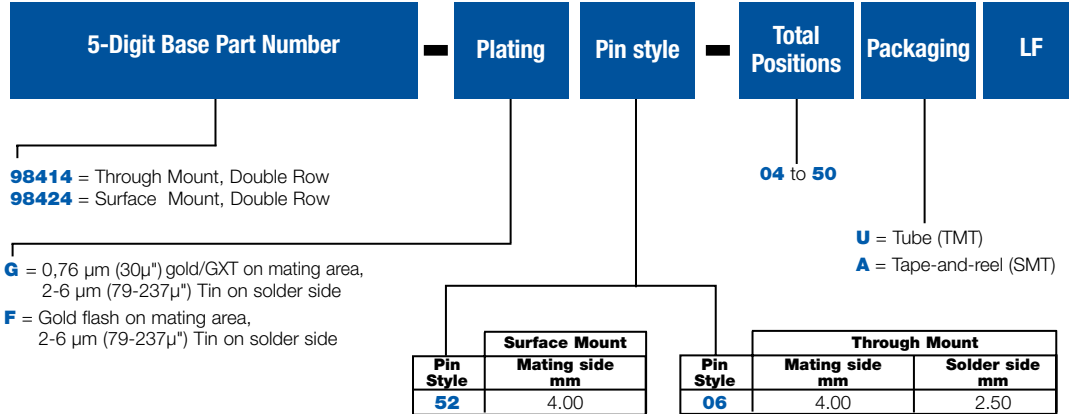 5-Digit Base Part Number - Plating Pin style - Total Positions Packaging LF
98414 = Through Mount, Double Row
98424 = Surface Mount, Double Row
04 to 50
U = Tube (TMT)
A = Tape-and-reel (SMT)
G = 0,76 µm (30µ") gold/GXT on mating area,
2-6 µm (79-237µ") Tin on solder side
F = Gold flash on mating area,
2-6 µm (79-237µ") Tin on solder side
Surface Mount
Pin Style Mating side mm
52 4.00
Through Mount
Pin Style Mating side mm Solder side mm
06 4.00 2.50